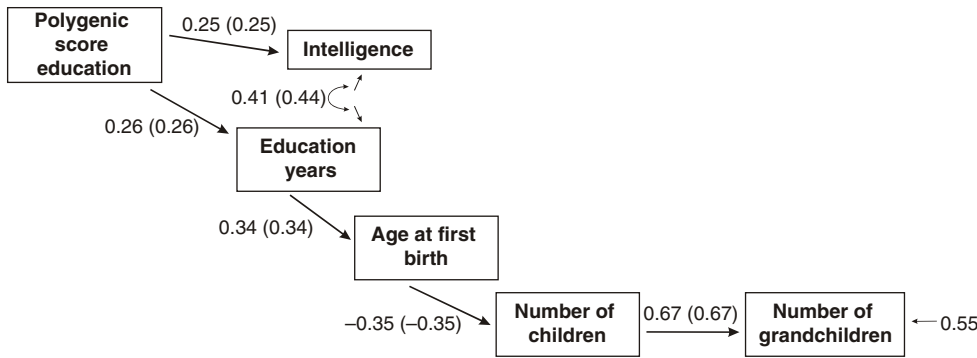 Polygenic
score
education
0.25 (0.25)
Intelligence
0.41 (0.44)
0.26 (0.26)
Education
years
0.34 (0.34)
Age at first
birth
–0.35 (–0.35)
Number of
children
0.67 (0.67)
Number of
grandchildren
0.55